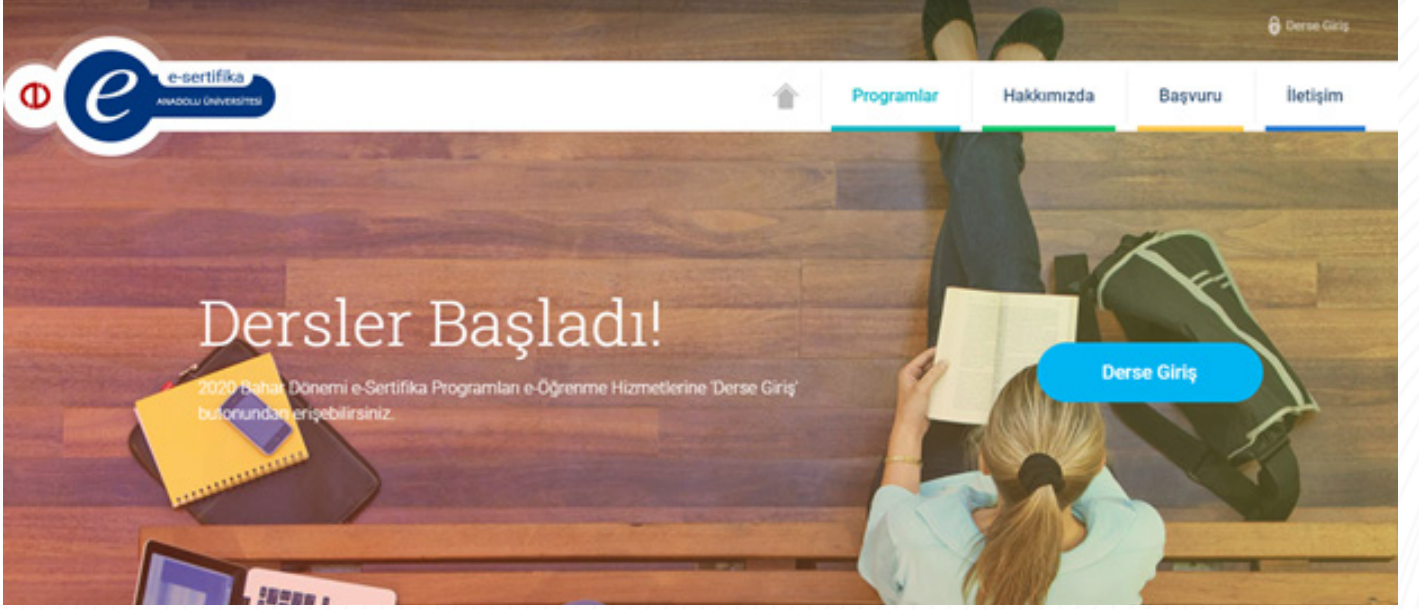 Derse Giriş
e-sertifika
ANADOLU ÜNİVERSİTESİ
Programlar
Hakkımızda
Başvuru
İletişim
Dersler Başladı!
2020 Bahar Dönemi e-Sertifika Programları e-Öğrenme Hizmetlerine 'Derse Giriş'
butonundan erişebilirsiniz.
Derse Giriş